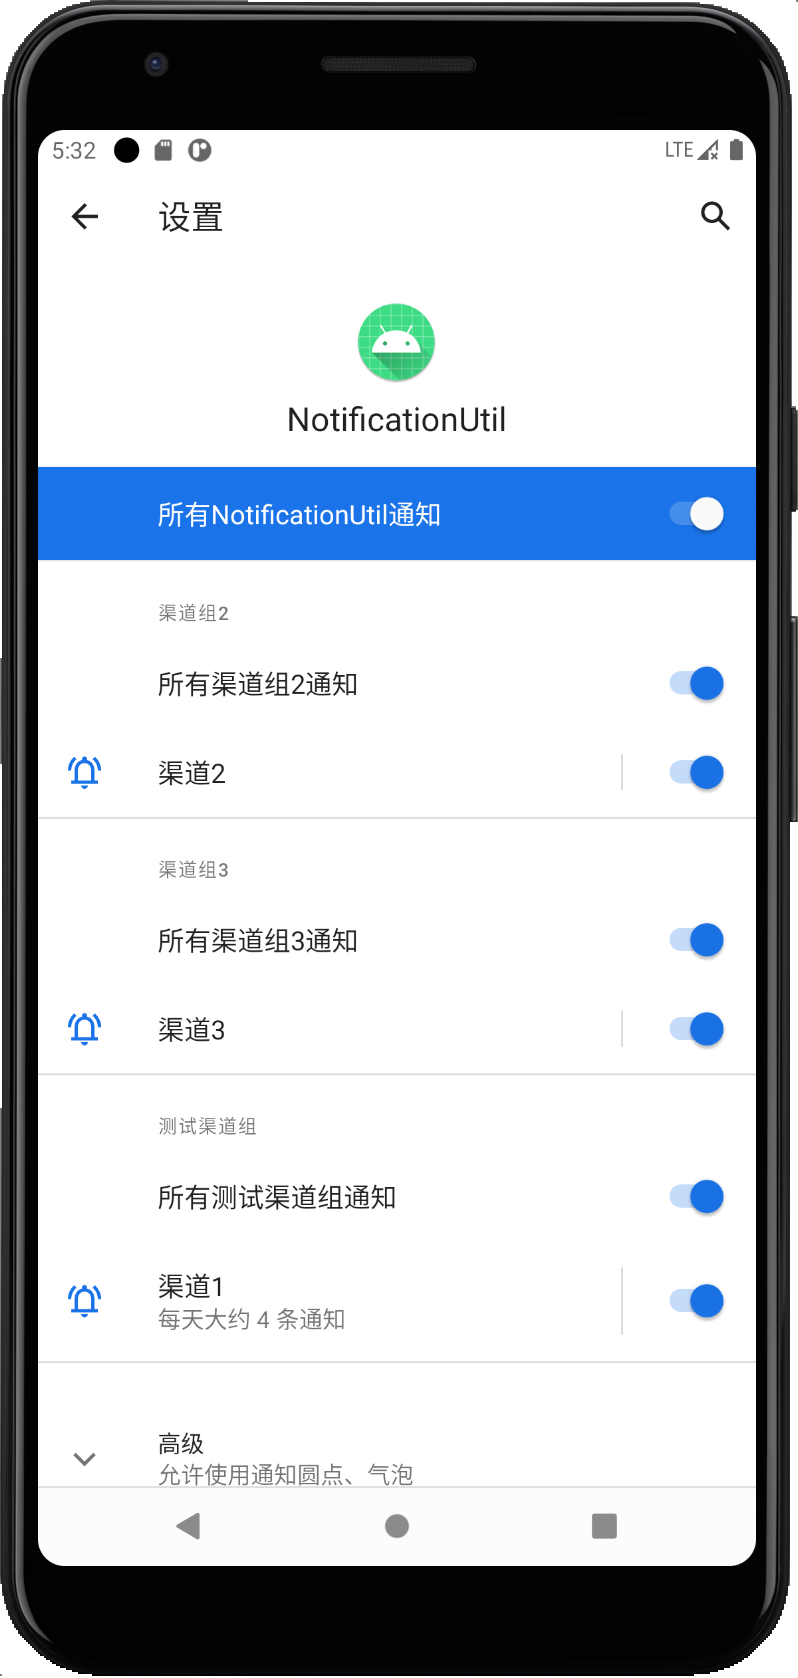 5:32
LTE
设置
NotificationUtil
所有NotificationUtil通知
渠道组2
所有渠道组2通知
渠道2
渠道组3
所有渠道组3通知
渠道3
测试渠道组
所有测试渠道组通知
渠道1
每天大约 4 条通知
高级
允许使用通知圆点、气泡